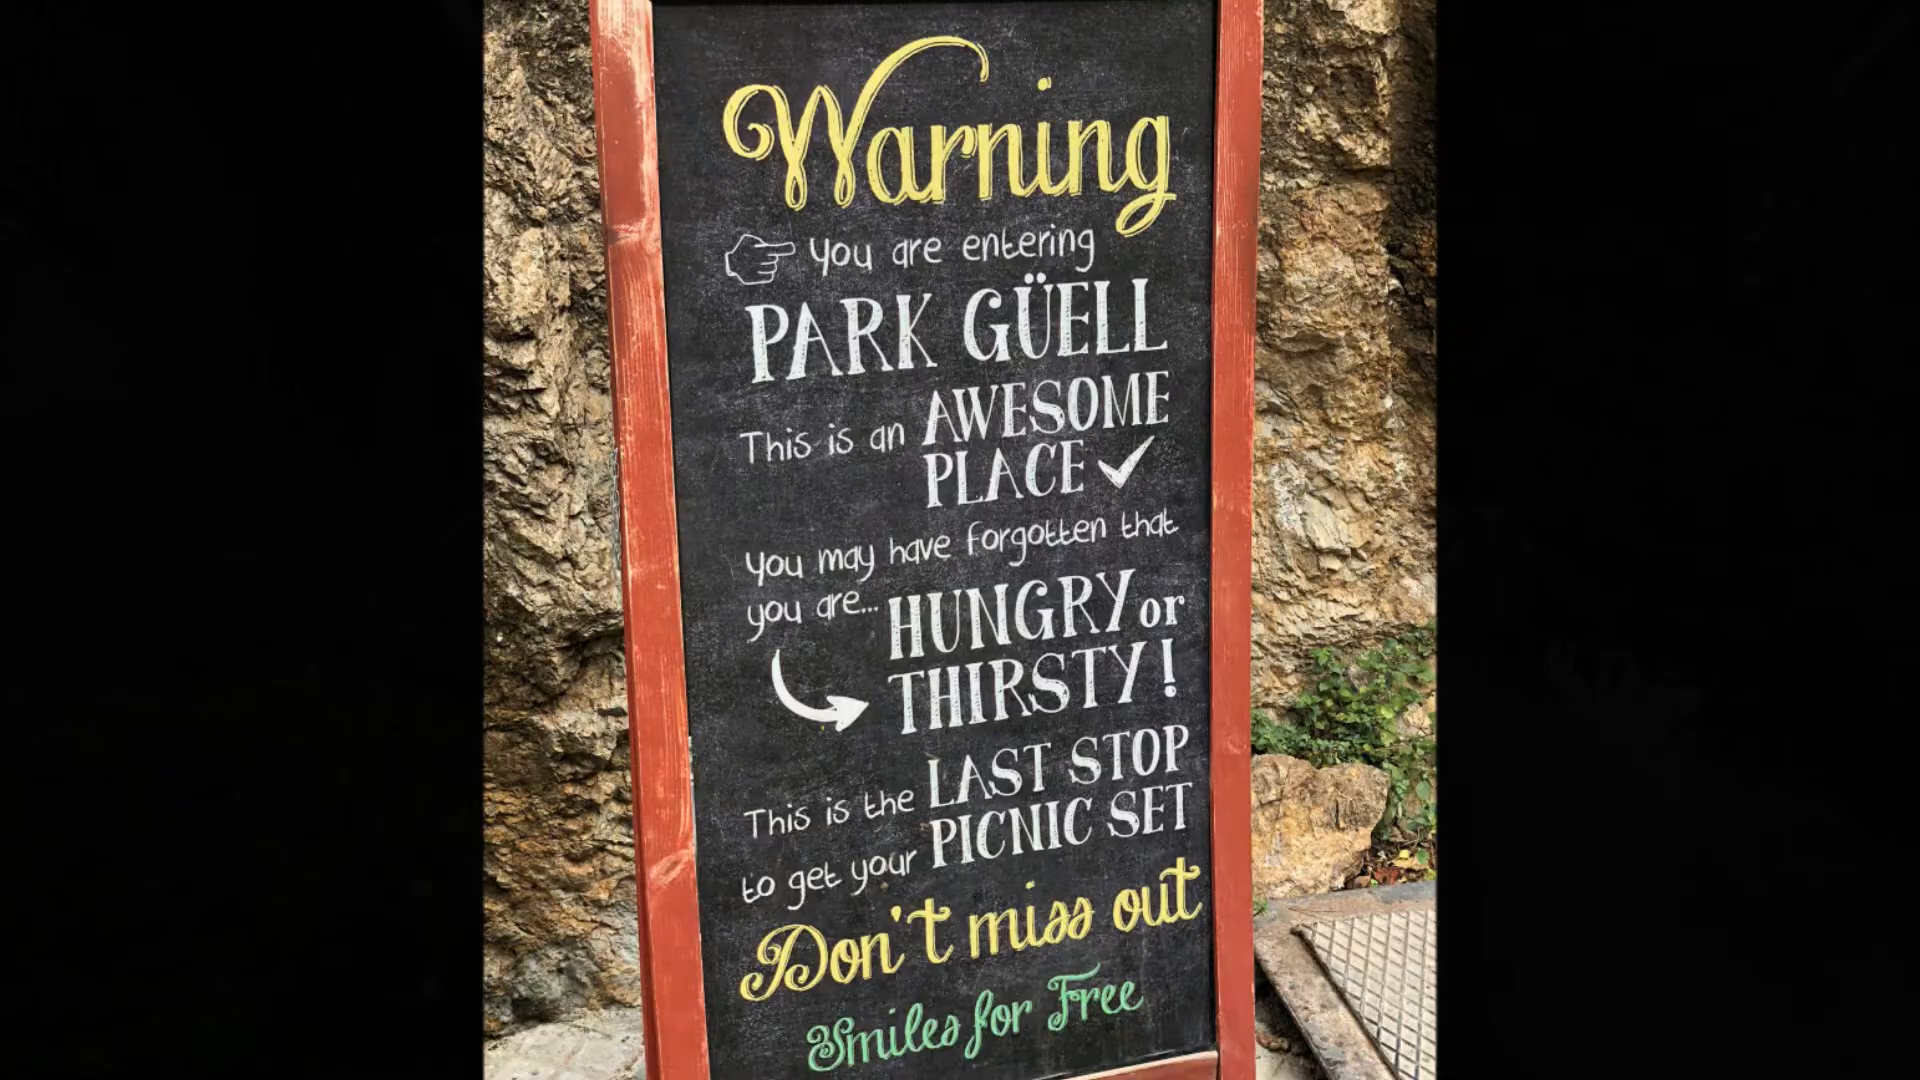 Warning
You are entering
PARK GÜELL
This is an AWESOME
PLACE
You may have forgotten that
you are... HUNGRY or
THIRSTY!
This is the LAST STOP
to get your PICNIC SET
Don't miss out
Smiles for Free